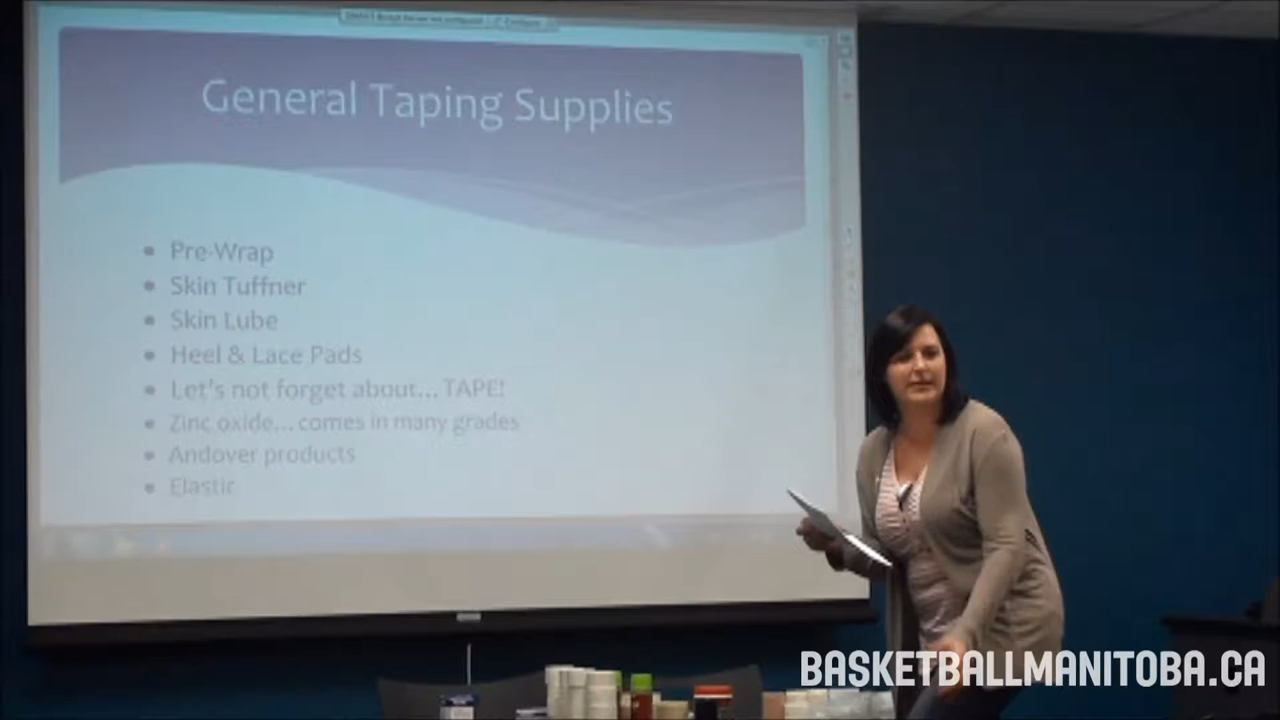 General Taping Supplies
• Pre-Wrap
• Skin Tuffner
• Skin Lube
• Heel & Lace Pads
• Let's not forget about... TAPE!
• Zinc oxide... comes in many grades
• Andover products
• Elastic
BASKETBALLMANITOBA.CA